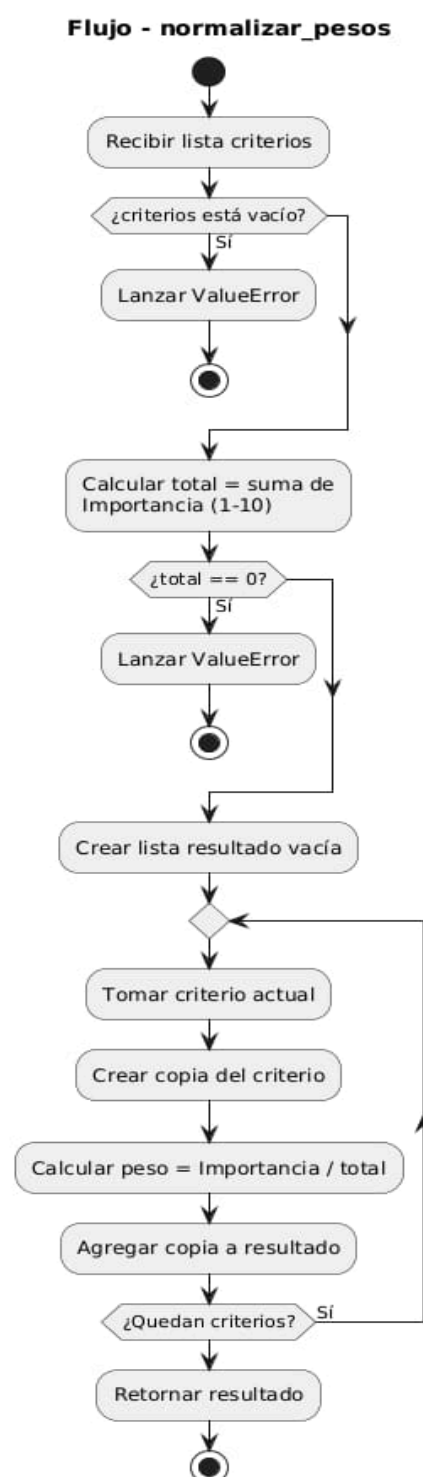 Flujo - normalizar_pesos
Recibir lista criterios
¿criterios está vacío?
Sí
Lanzar ValueError
Calcular total = suma de
Importancia (1-10)
¿total == 0?
Sí
Lanzar ValueError
Crear lista resultado vacía
Tomar criterio actual
Crear copia del criterio
Calcular peso = Importancia / total
Agregar copia a resultado
¿Quedan criterios?
Sí
Retornar resultado